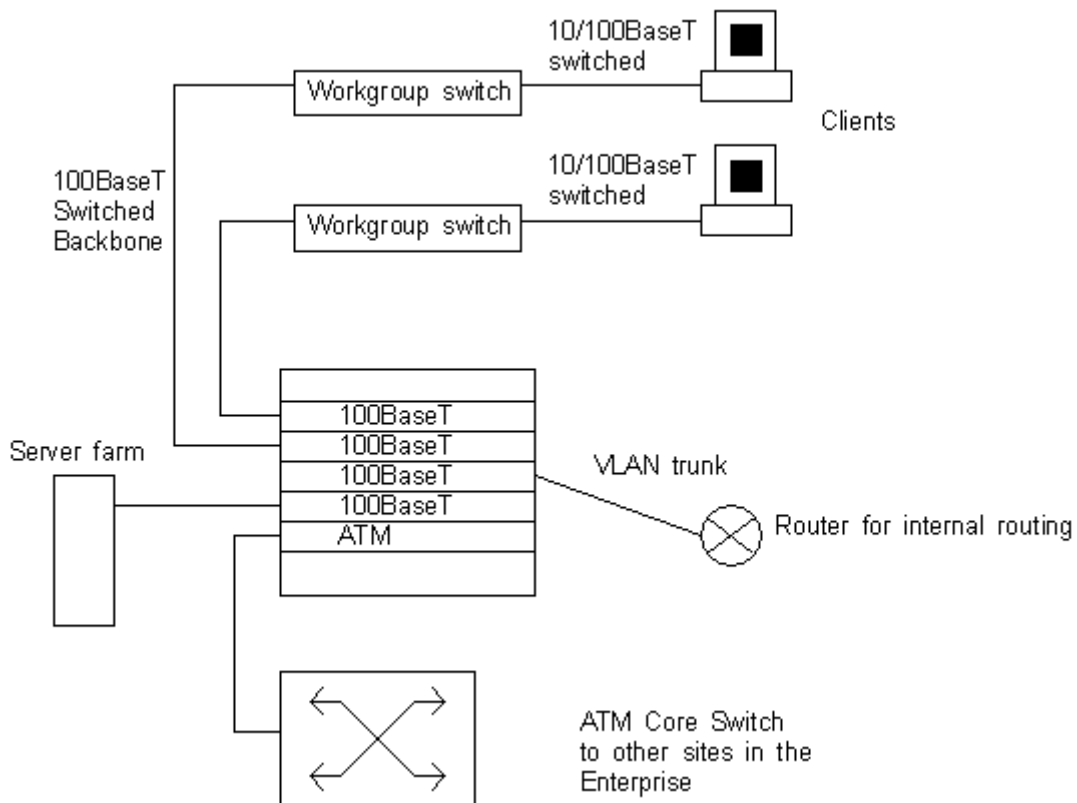 10/100BaseT
switched
Workgroup switch
Clients
10/100BaseT
switched
100BaseT
Switched
Backbone
Workgroup switch
100BaseT
100BaseT
100BaseT
100BaseT
ATM
Server farm
VLAN trunk
Router for internal routing
ATM Core Switch
to other sites in the
Enterprise